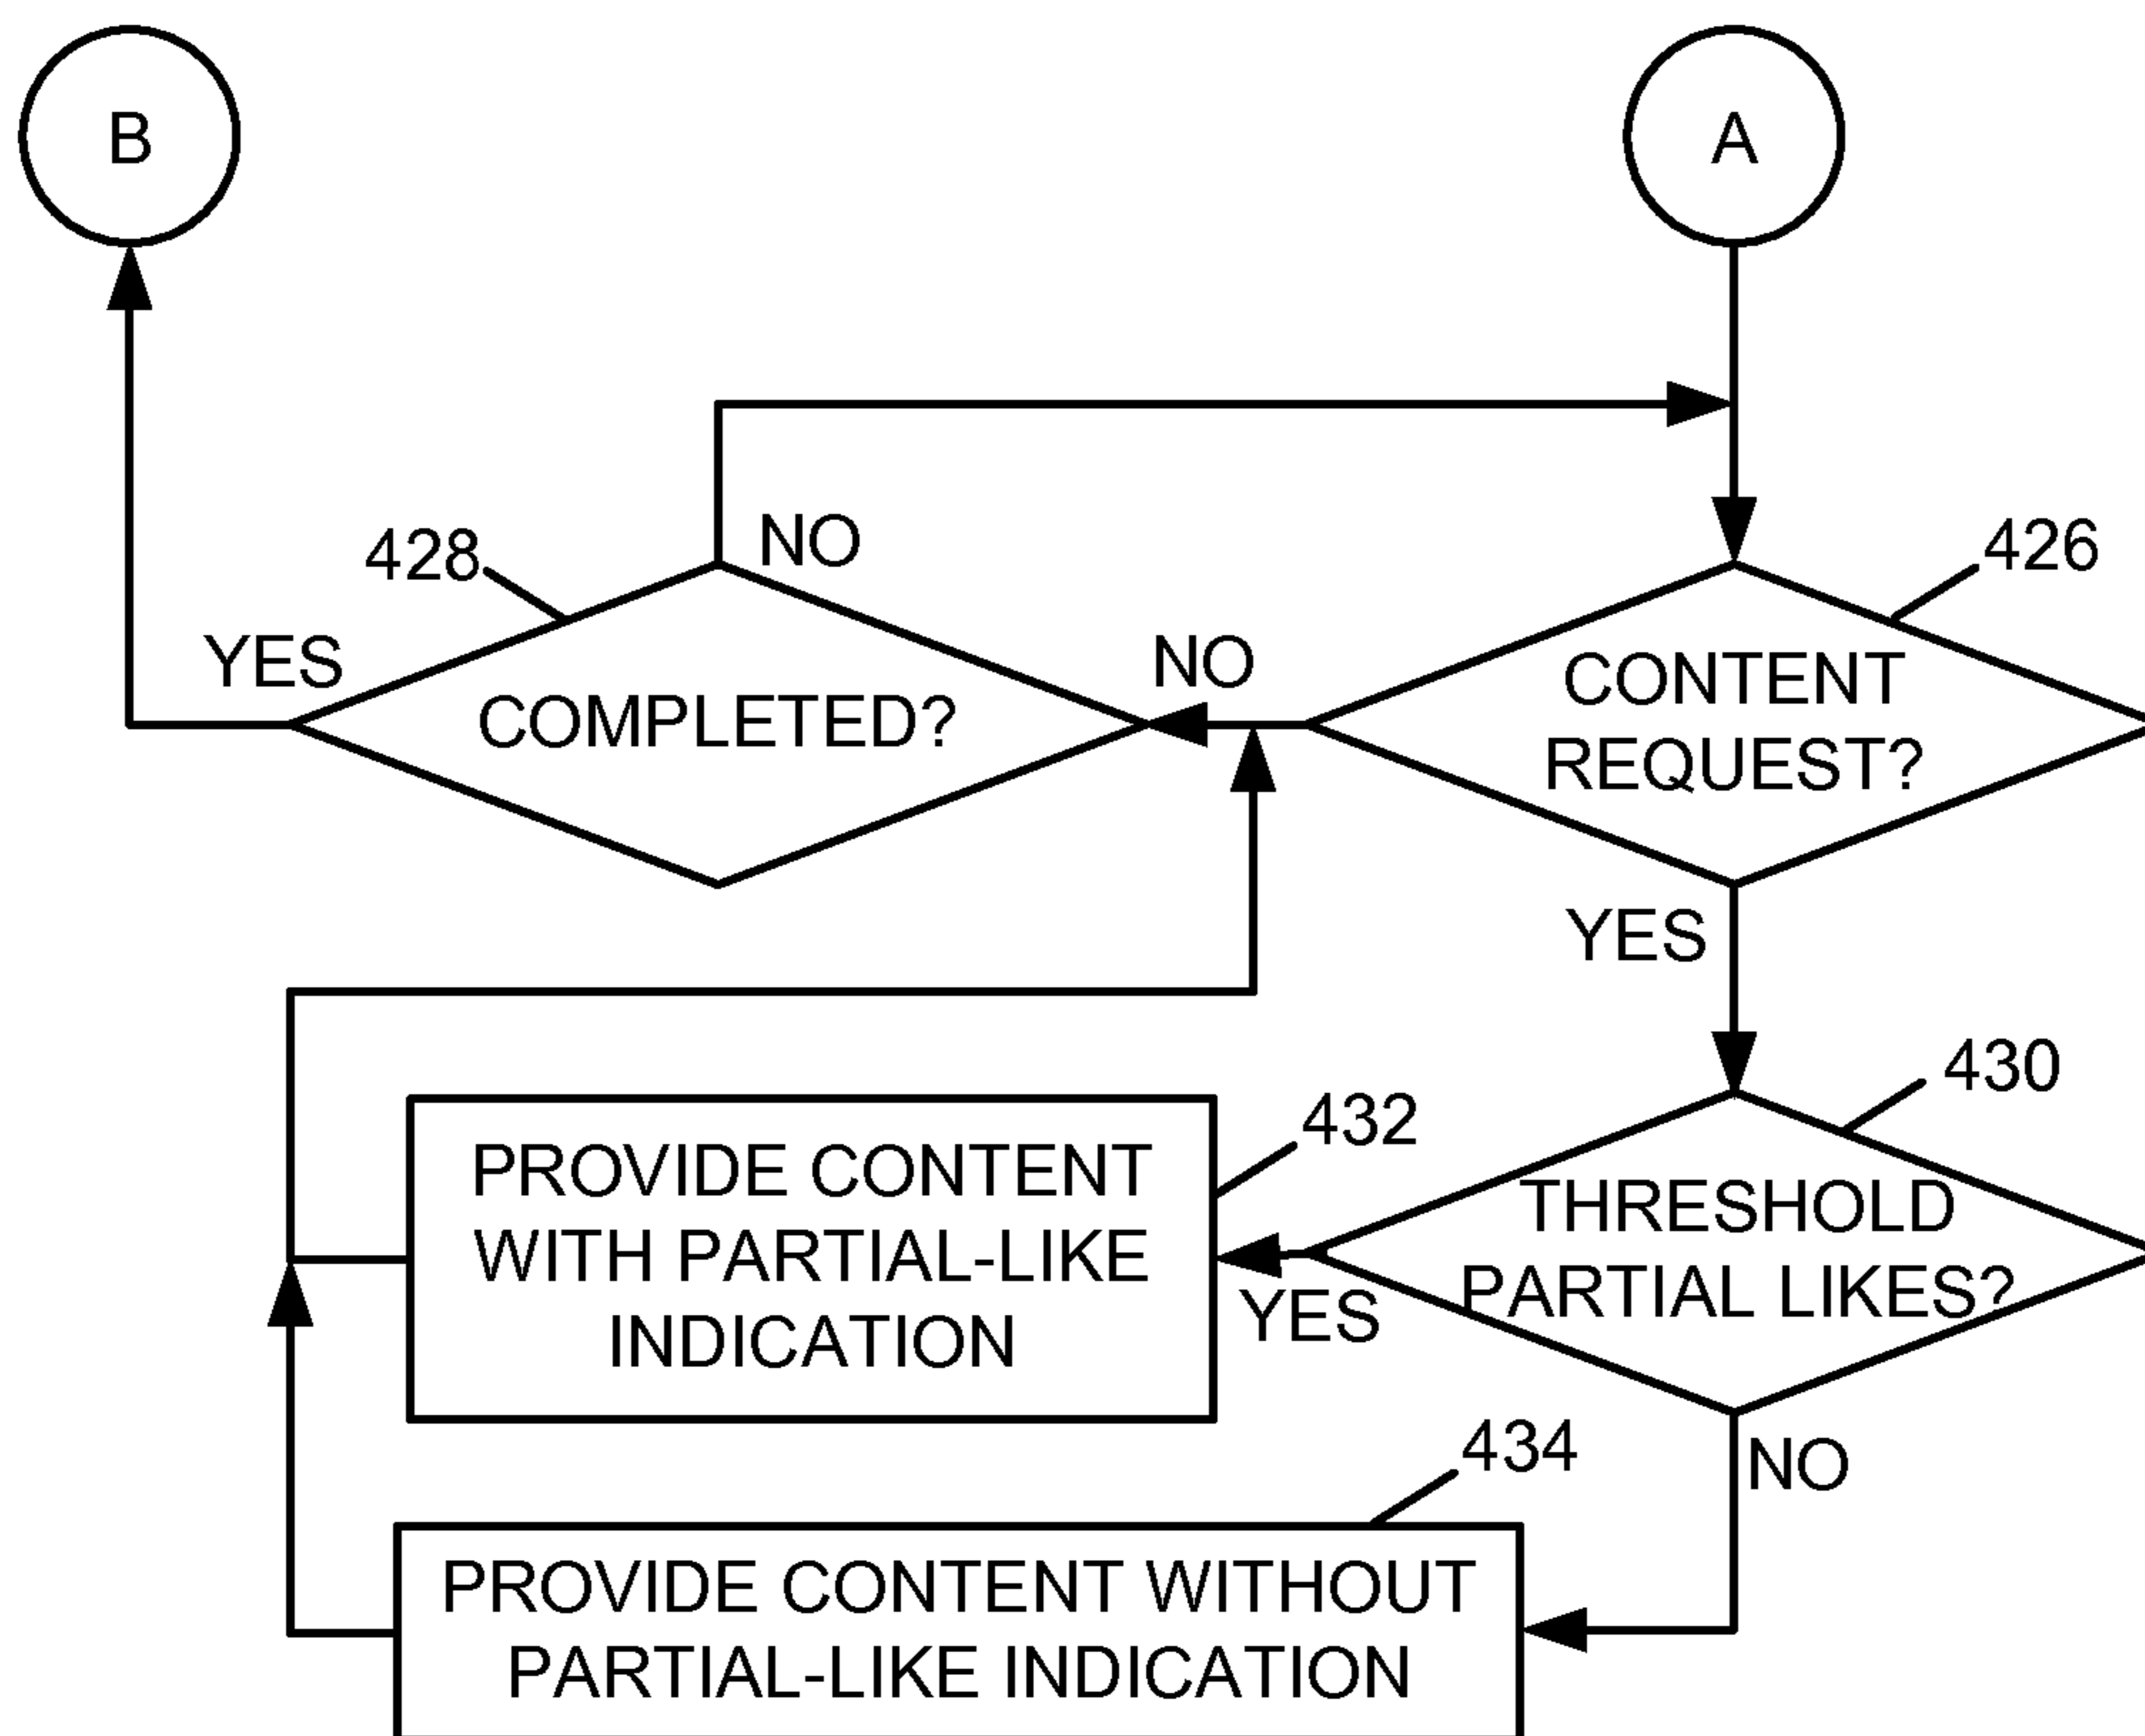 B
A
428
NO
426
YES
COMPLETED?
NO
CONTENT
REQUEST?
YES
430
432
PROVIDE CONTENT
WITH PARTIAL-LIKE
INDICATION
THRESHOLD
PARTIAL LIKES?
YES
434
NO
PROVIDE CONTENT WITHOUT
PARTIAL-LIKE INDICATION